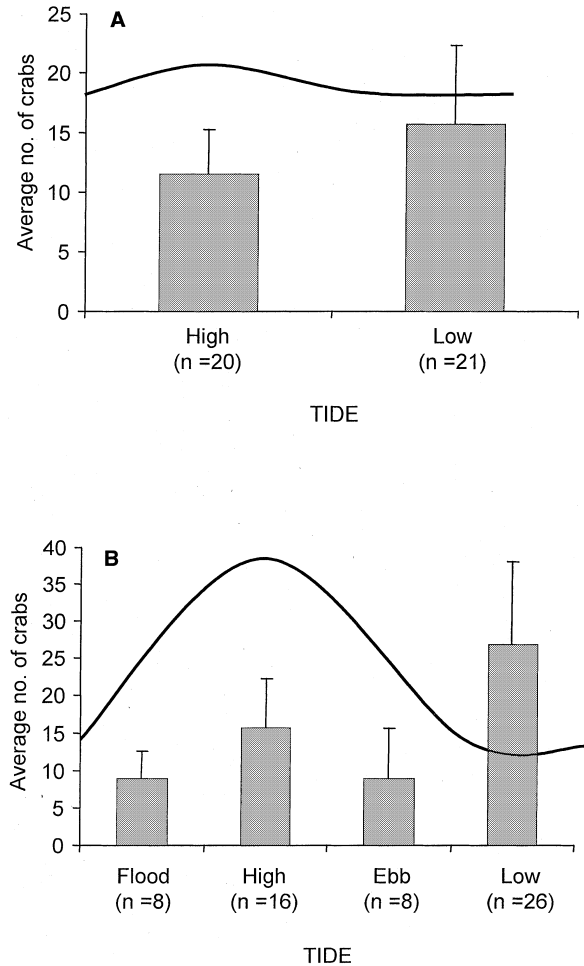 A
Average no. of crabs
25
20
15
10
5
0
High
Low
(n =20)
(n =21)
TIDE
B
Average no. of crabs
40
35
30
25
20
15
10
5
0
Flood
High
Ebb
Low
(n =8)
(n =16)
(n =8)
(n =26)
TIDE